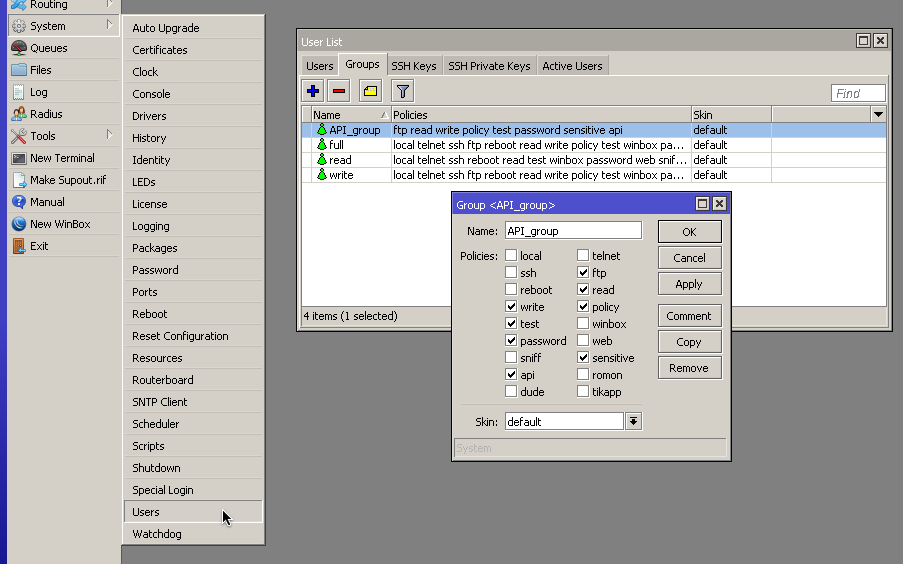 Routing
System
Queues
Files
Log
Radius
Tools
New Terminal
Make Supout.rif
Manual
New WinBox
Exit
Auto Upgrade
Certificates
Clock
Console
Drivers
History
Identity
LEDs
License
Logging
Packages
Password
Ports
Reboot
Reset Configuration
Resources
Routerboard
SNTP Client
Scheduler
Scripts
Shutdown
Special Login
Users
Watchdog
User List
Users Groups SSH Keys SSH Private Keys Active Users
Find
Name Policies Skin
API_group ftp read write policy test password sensitive api default
full local telnet ssh ftp reboot read write policy test winbox pa... default
read local telnet ssh reboot read test winbox password web snif... default
write local telnet ssh ftp reboot read write policy test winbox pa... default
4 items (1 selected)
Group <API_group>
Name: API_group
Policies: local telnet
ssh ftp
reboot read
write policy
test winbox
password web
sniff sensitive
api romon
dude tikapp
Skin: default
System
OK
Cancel
Apply
Comment
Copy
Remove